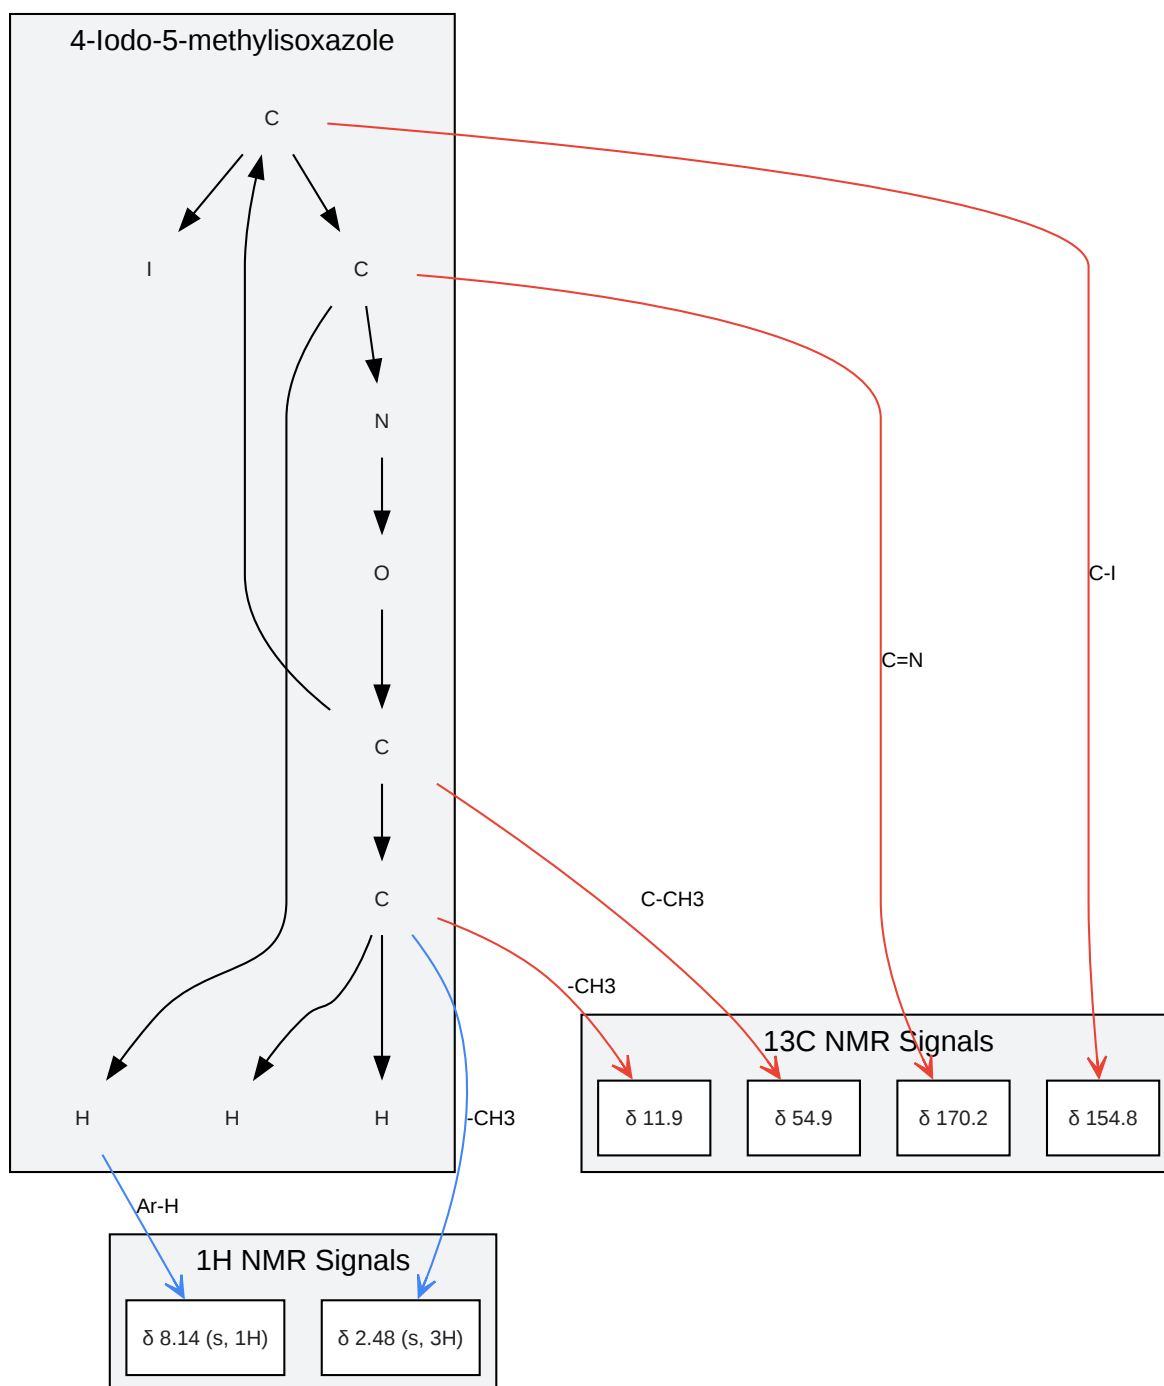 4-Iodo-5-methylisoxazole
C
I
C
N
O
C-I
C=N
C
C
C-CH3
-CH3
13C NMR Signals
δ 11.9
δ 54.9
δ 170.2
δ 154.8
H
H
H
-CH3
Ar-H
1H NMR Signals
δ 8.14 (s, 1H)
δ 2.48 (s, 3H)